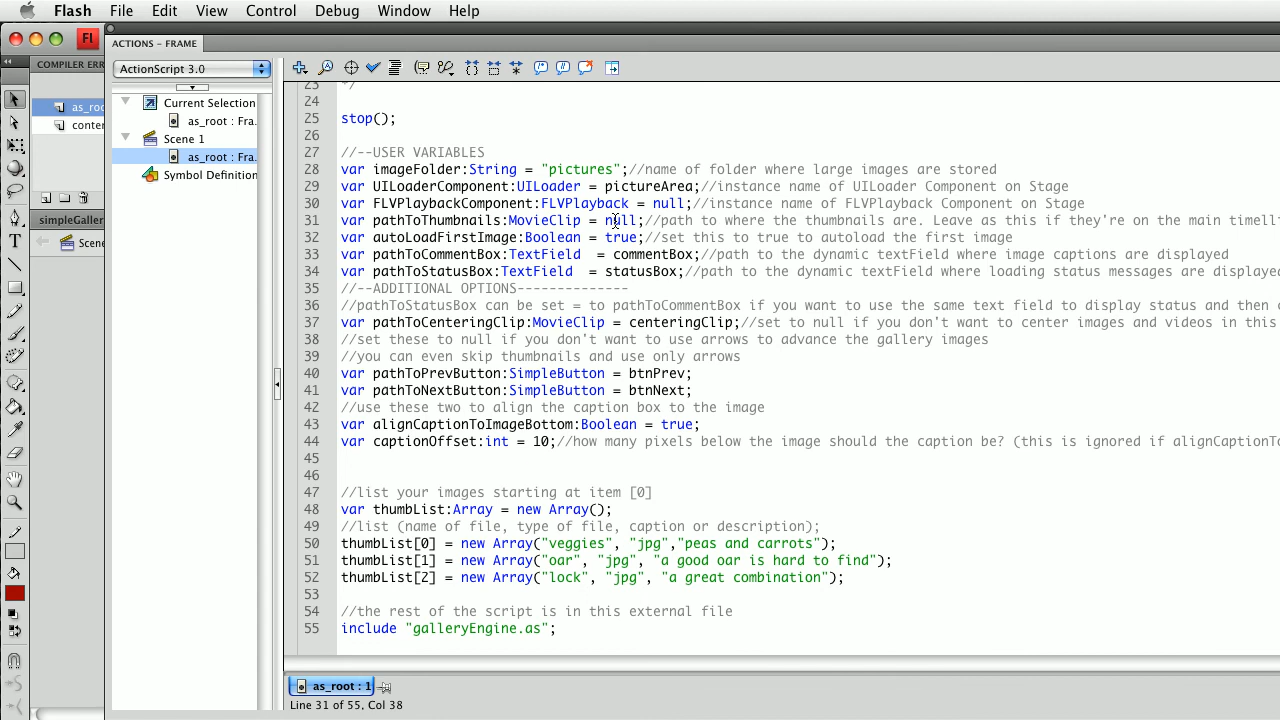 Flash File Edit View Control Debug Window Help
Fl
ACTIONS – FRAME
COMPILER ERR
ActionScript 3.0
Current Selection
as_root : Fra.
Scene 1
as_root : Fra.
Symbol Definition
as_roo
conter
simpleGaller
Scene
23 */
24
25 stop();
26
27 //--USER VARIABLES
28 var imageFolder:String = "pictures";//name of folder where large images are stored
29 var UILoaderComponent:UILoader = pictureArea;//instance name of UILoader Component on Stage
30 var FLVPlaybackComponent:FLVPlayback = null;//instance name of FLVPlayback Component on Stage
31 var pathToThumbnails:MovieClip = null;//path to where the thumbnails are. Leave as this if they're on the main timeli
32 var autoLoadFirstImage:Boolean = true;//set this to true to autoload the first image
33 var pathToCommentBox:TextField  = commentBox;//path to the dynamic textField where image captions are displayed
34 var pathToStatusBox:TextField  = statusBox;//path to the dynamic textField where loading status messages are displayed
35 //--ADDITIONAL OPTIONS--------------
36 //pathToStatusBox can be set = to pathToCommentBox if you want to use the same text field to display status and then
37 var pathToCenteringClip:MovieClip = centeringClip;//set to null if you don't want to center images and videos in this
38 //set these to null if you don't want to use arrows to advance the gallery images
39 //you can even skip thumbnails and use only arrows
40 var pathToPrevButton:SimpleButton = btnPrev;
41 var pathToNextButton:SimpleButton = btnNext;
42 //use these two to align the caption box to the image
43 var alignCaptionToImageBottom:Boolean = true;
44 var captionOffset:int = 10;//how many pixels below the image should the caption be? (this is ignored if alignCaptionTo
45
46
47 //list your images starting at item [0]
48 var thumbList:Array = new Array();
49 //list (name of file, type of file, caption or description);
50 thumbList[0] = new Array("veggies", "jpg","peas and carrots");
51 thumbList[1] = new Array("oar", "jpg", "a good oar is hard to find");
52 thumbList[2] = new Array("lock", "jpg", "a great combination");
53
54 //the rest of the script is in this external file
55 include "galleryEngine.as";
as_root : 1
Line 31 of 55, Col 38